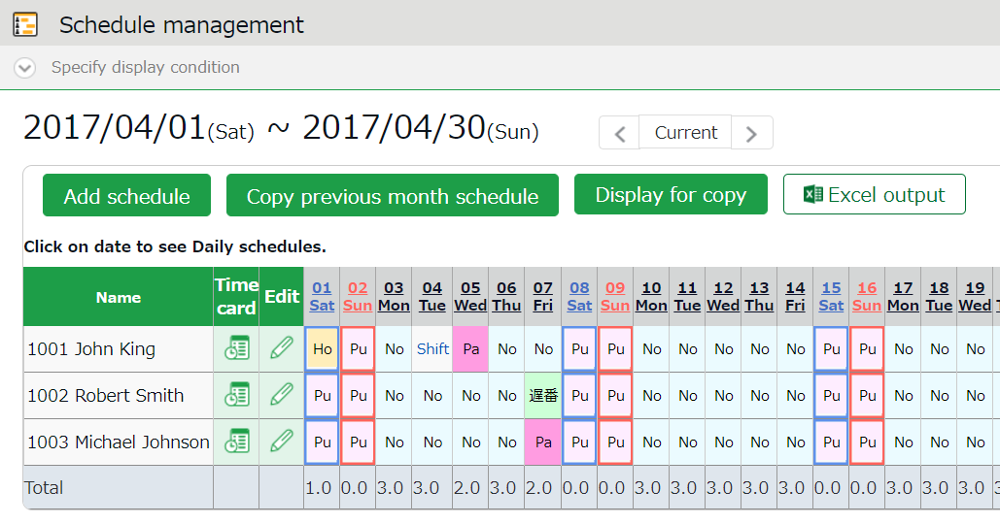 Schedule management
Specify display condition
2017/04/01(Sat) ~ 2017/04/30(Sun)
Current
Add schedule
Copy previous month schedule
Display for copy
Excel output
Click on date to see Daily schedules.
Name Time card Edit 01 Sat 02 Sun 03 Mon 04 Tue 05 Wed 06 Thu 07 Fri 08 Sat 09 Sun 10 Mon 11 Tue 12 Wed 13 Thu 14 Fri 15 Sat 16 Sun 17 Mon 18 Tue 19 Wed
1001 John King Ho Pu No Shift Pa No No Pu Pu No No No No No Pu Pu No No No
1002 Robert Smith Pu Pu No No No No 遅番 Pu Pu No No No No No Pu Pu No No No
1003 Michael Johnson Pu Pu No No No No Pa Pu Pu No No No No No Pu Pu No No No
Total 1.0 0.0 3.0 3.0 2.0 3.0 2.0 0.0 0.0 3.0 3.0 3.0 3.0 3.0 0.0 0.0 3.0 3.0 3.0